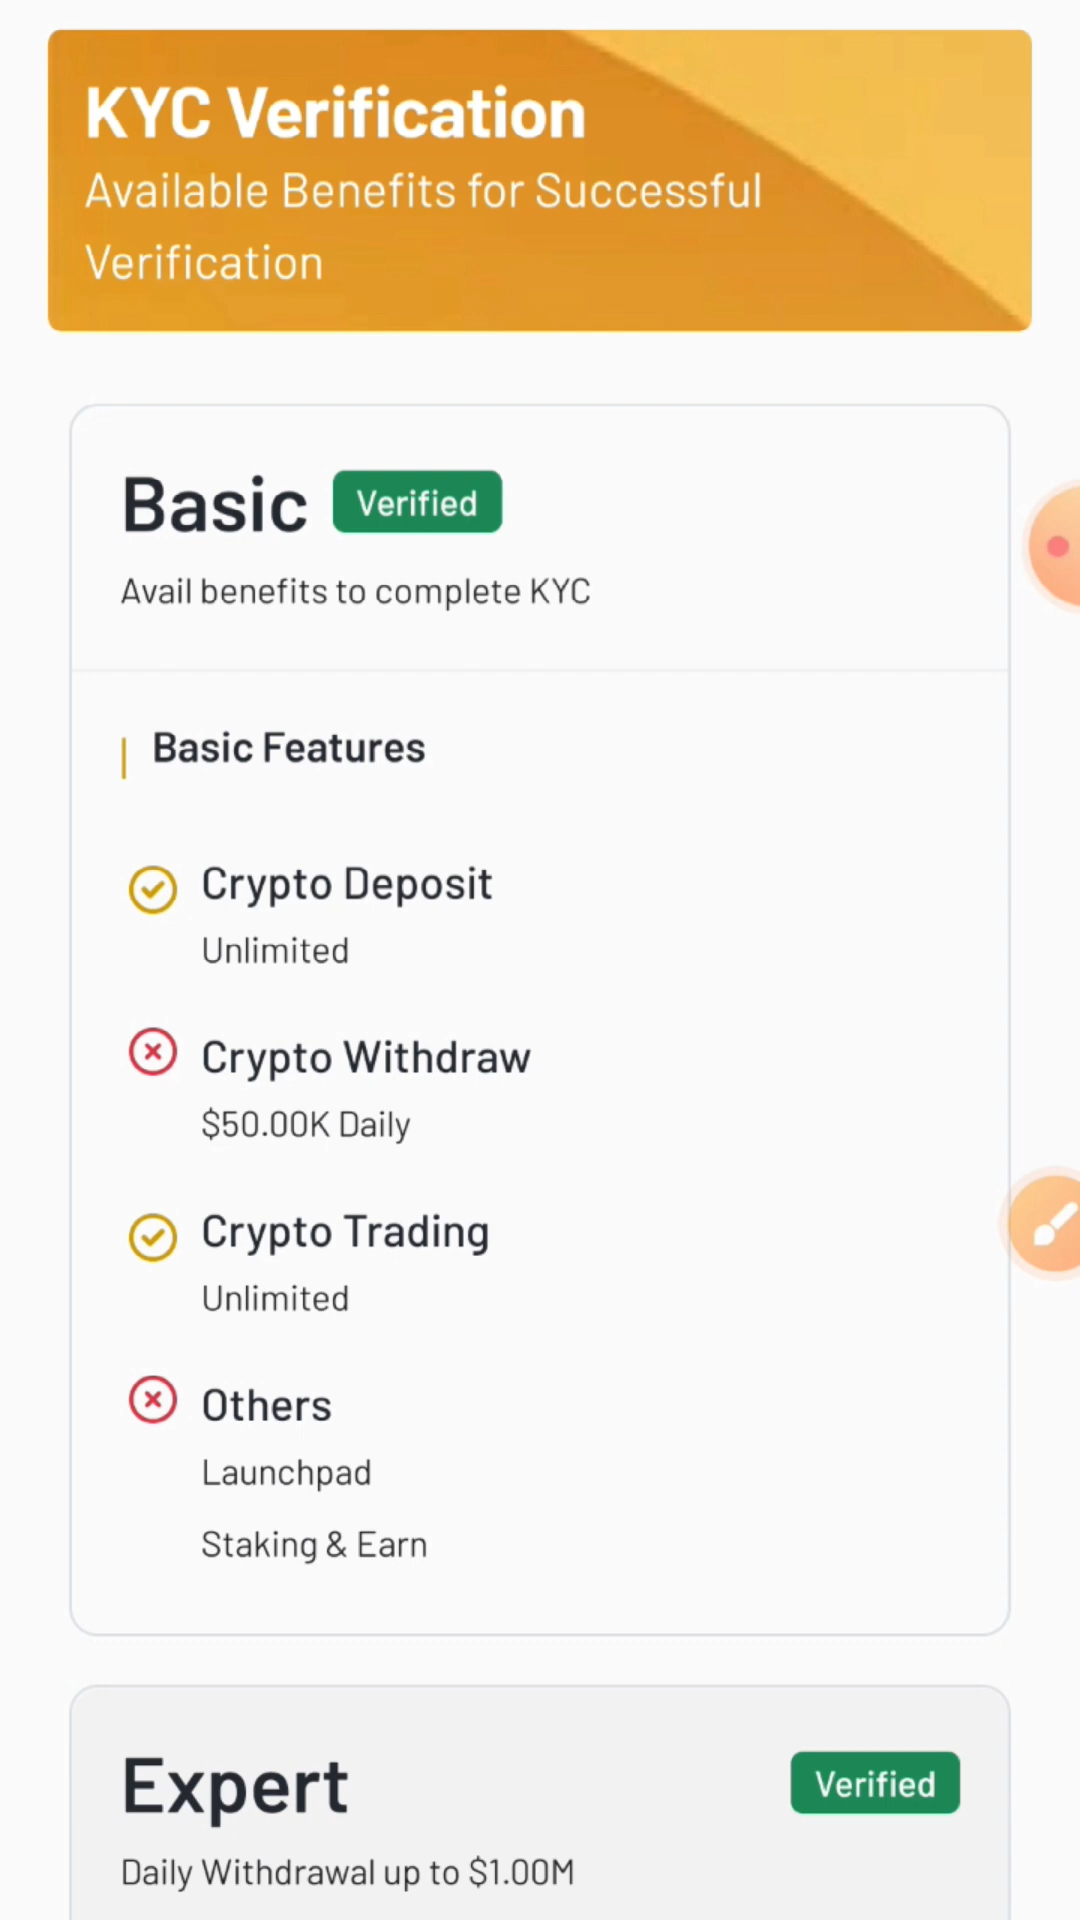 KYC Verification
Available Benefits for Successful
Verification
Basic Verified
Avail benefits to complete KYC
Basic Features
Crypto Deposit
Unlimited
Crypto Withdraw
$50.00K Daily
Crypto Trading
Unlimited
Others
Launchpad
Staking & Earn
Expert Verified
Daily Withdrawal up to $1.00M